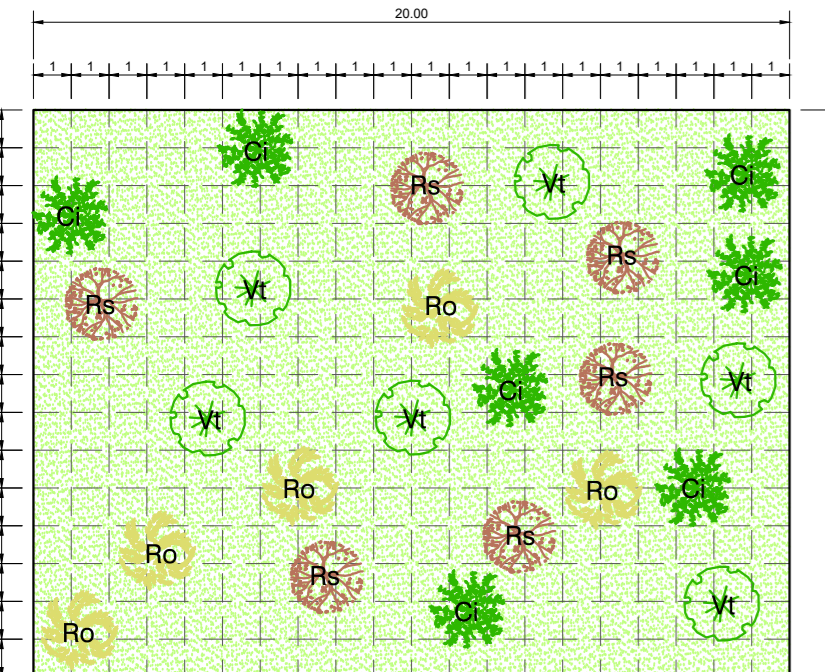 20.00
1 1 1 1 1 1 1 1 1 1 1 1 1 1 1 1 1 1 1 1
Ci
Rs Vt Ci
Ci
Rs
Vt Ci
Rs Ro
Rs Vt
Ci
Vt Vt
Ro Ro Ci
Rs
Ro
Rs
Ci Vt
Ro